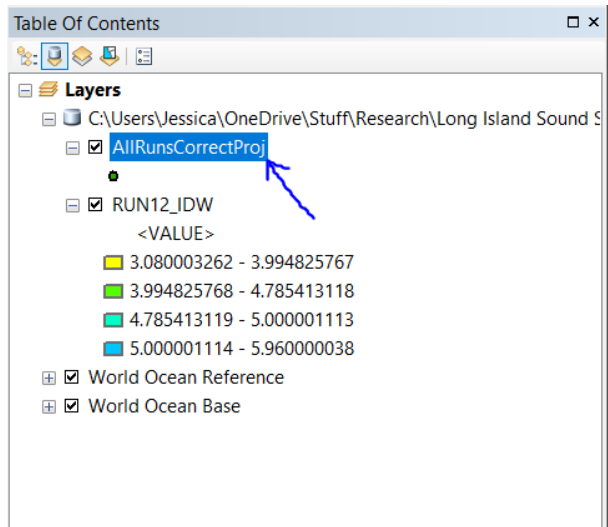 Table Of Contents
Layers
C:\Users\Jessica\OneDrive\Stuff\Research\Long Island Sound S
AllRunsCorrectProj
RUN12_IDW
<VALUE>
3.080003262 - 3.994825767
3.994825768 - 4.785413118
4.785413119 - 5.000001113
5.000001114 - 5.960000038
World Ocean Reference
World Ocean Base